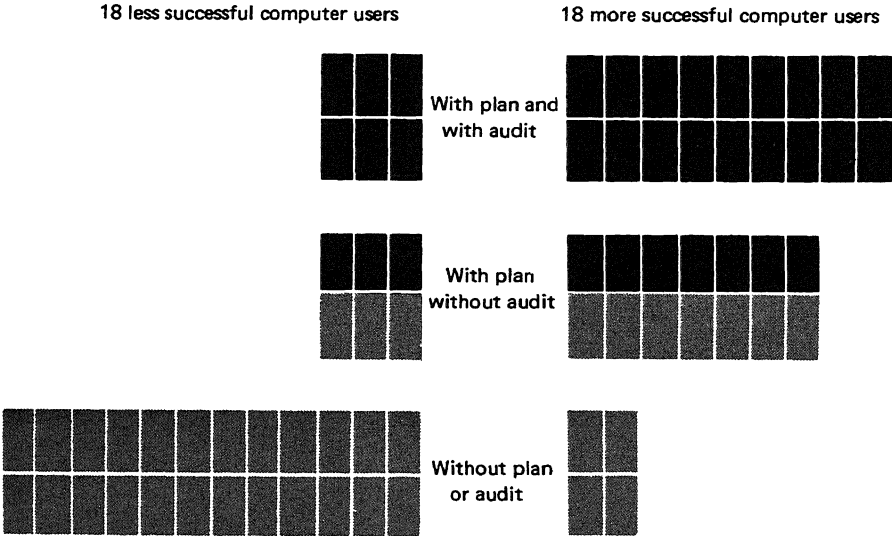 18 less successful computer users
18 more successful computer users
With plan and
with audit
With plan
without audit
Without plan
or audit